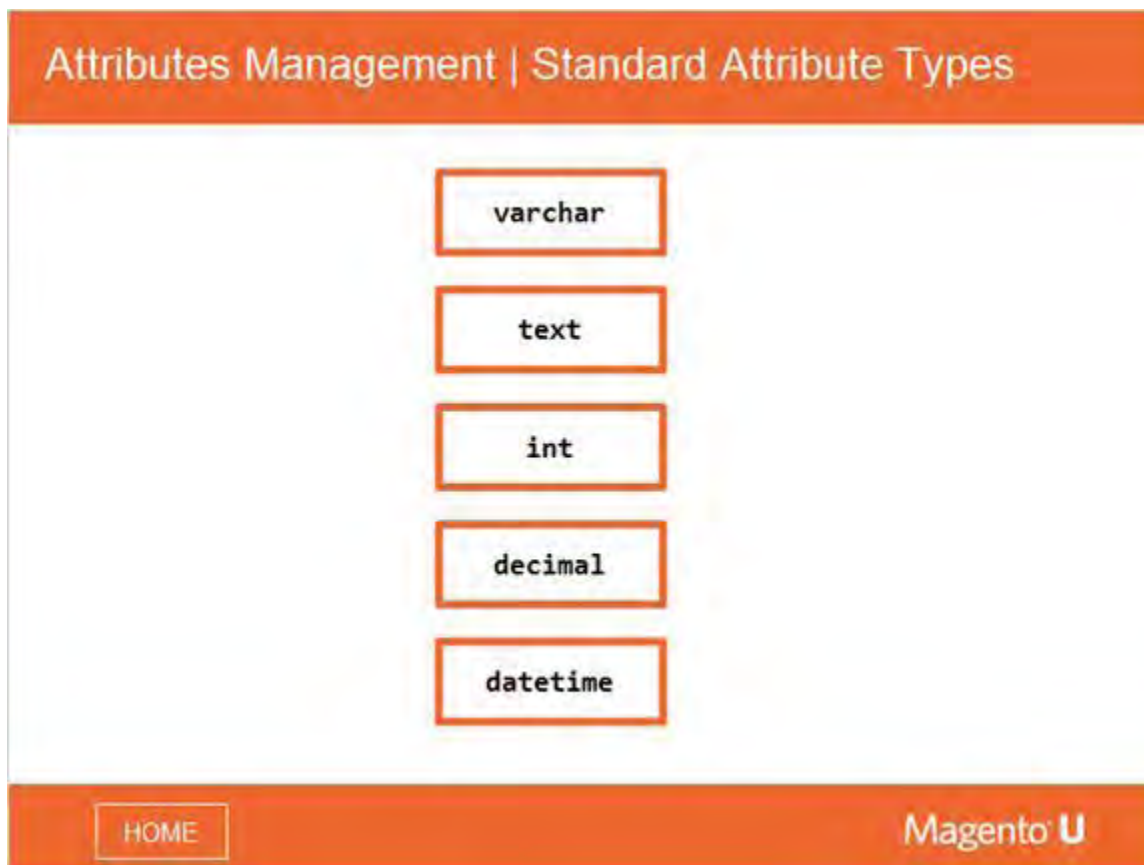 Attributes Management | Standard Attribute Types
varchar
text
int
decimal
datetime
HOME
Magento U